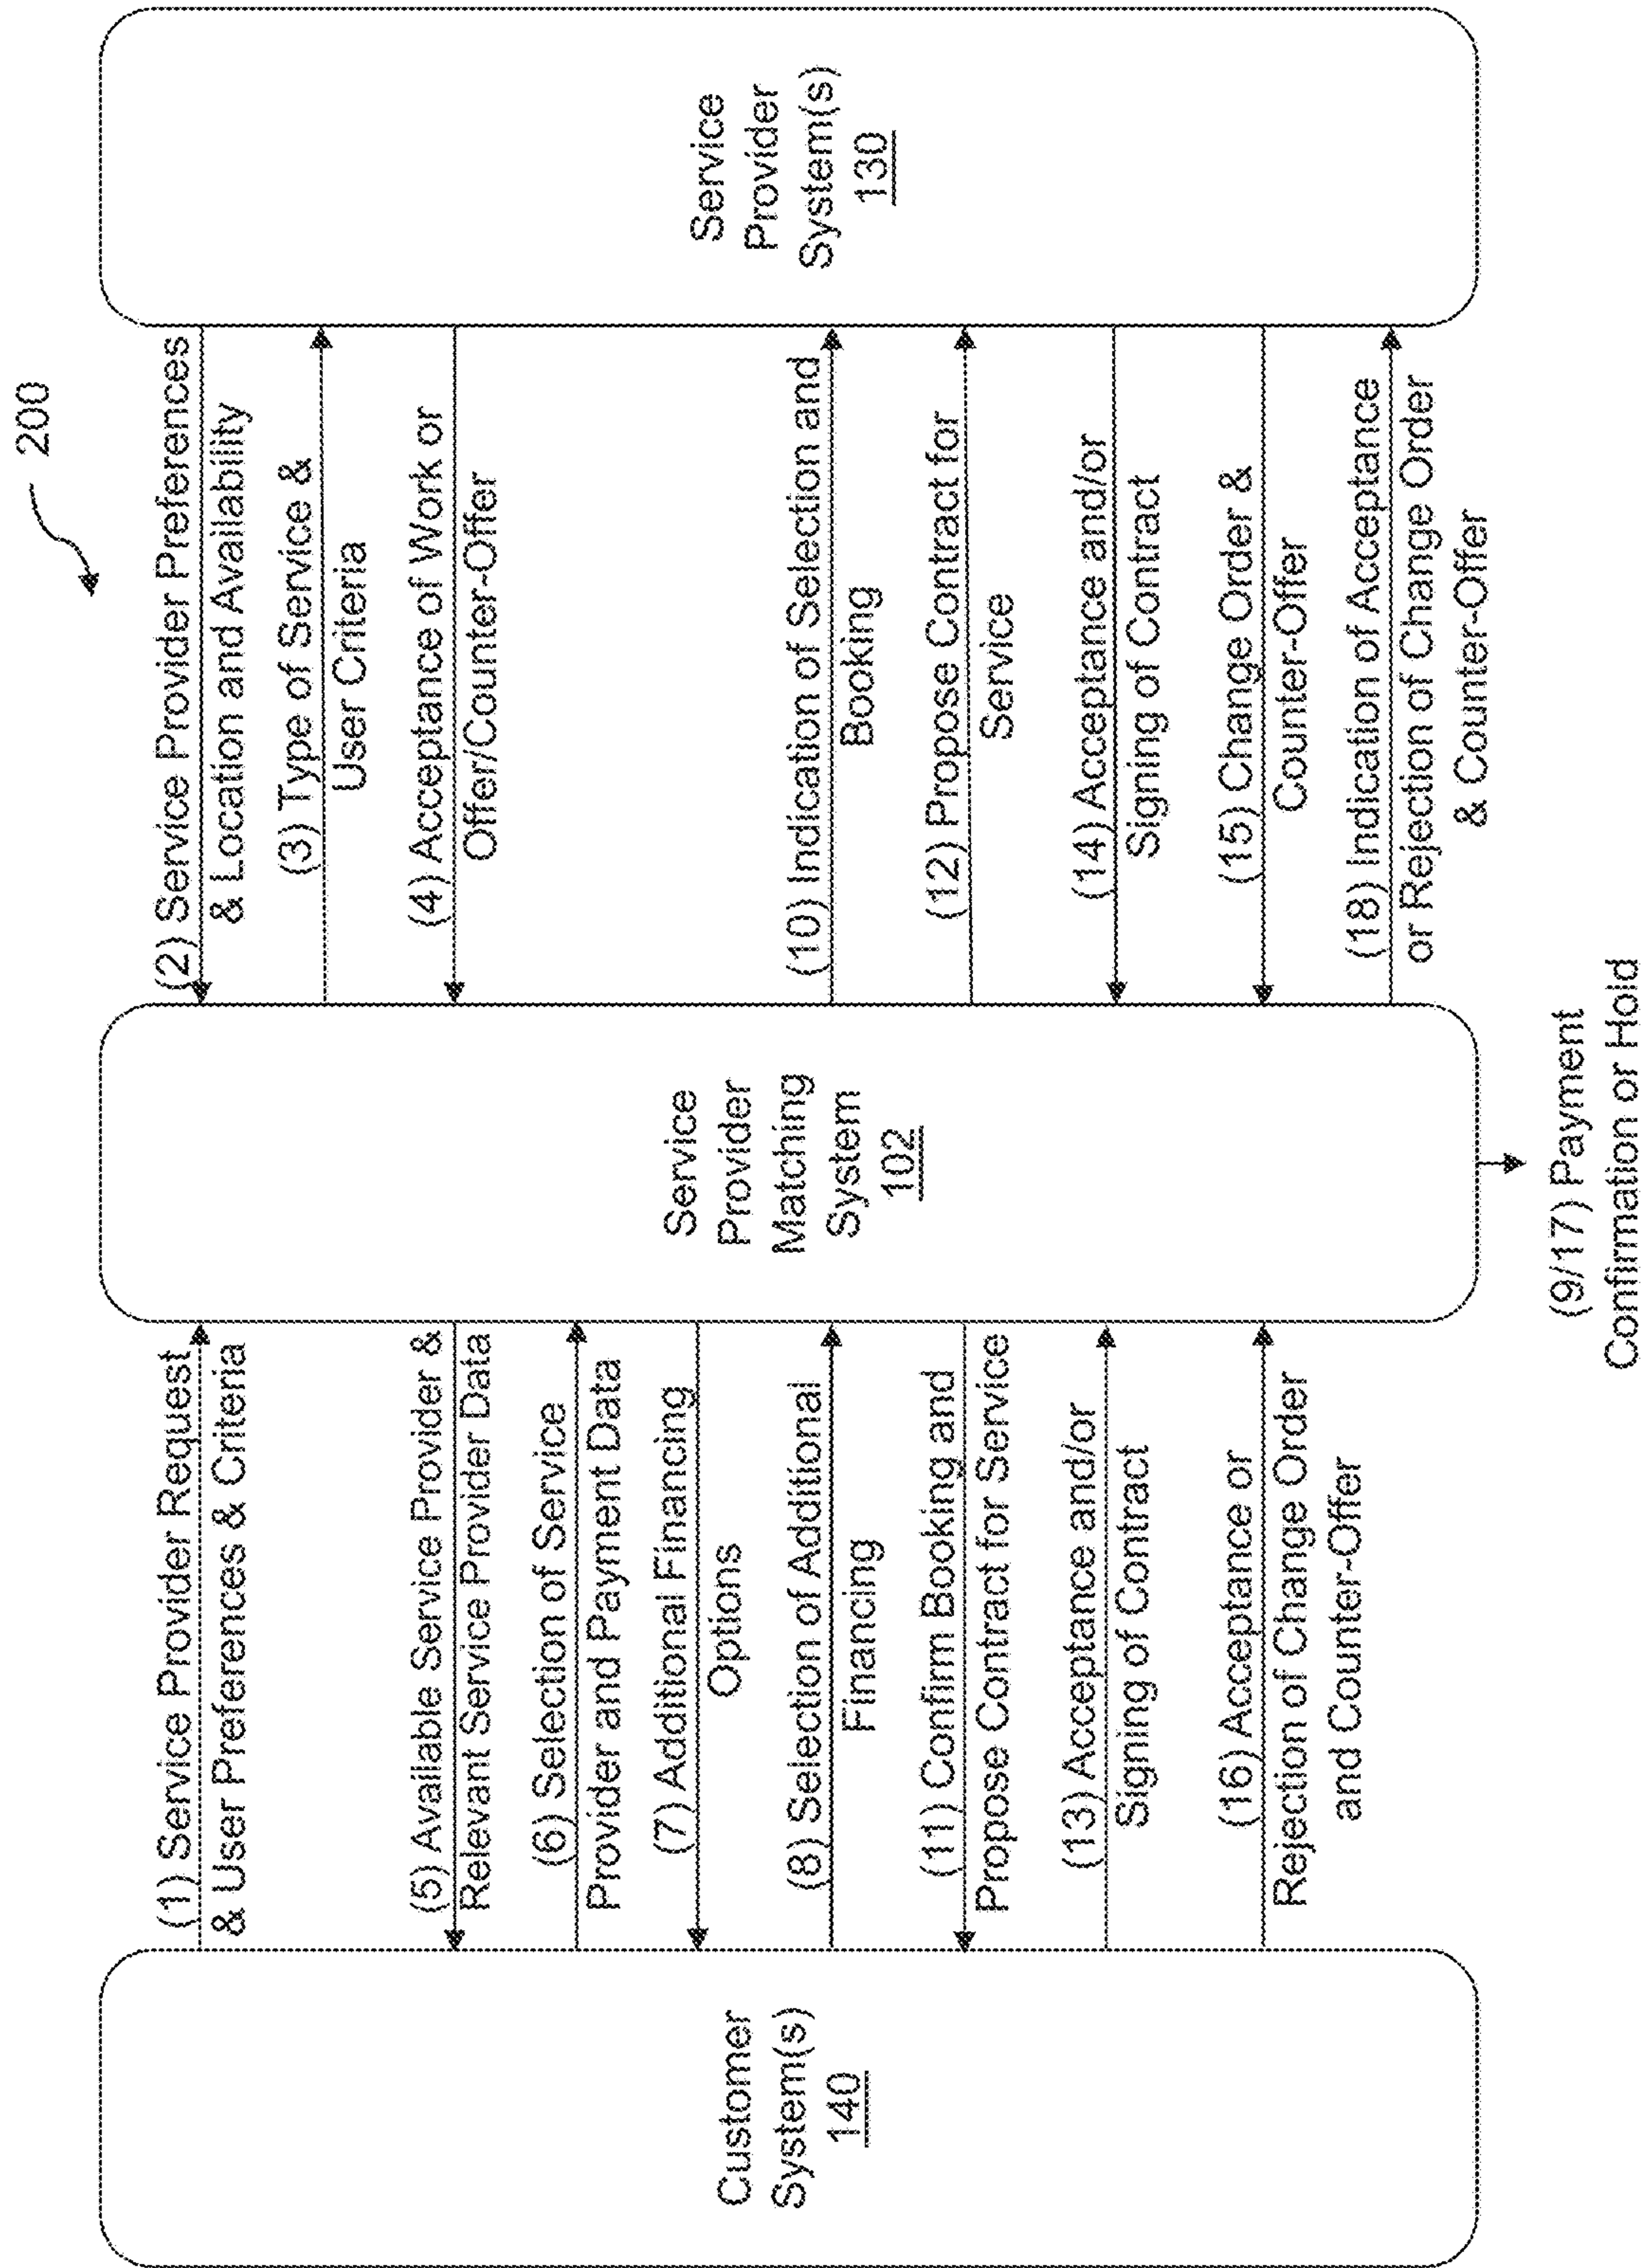 200
Customer
System(s)
140
(1) Service Provider Request
& User Preferences & Criteria
(5) Available Service Provider &
Relevant Service Provider Data
(6) Selection of Service
Provider and Payment Data
(7) Additional Financing
Options
(8) Selection of Additional
Financing
(11) Confirm Booking and
Propose Contract for Service
(13) Acceptance and/or
Signing of Contract
(16) Acceptance or
Rejection of Change Order
and Counter-Offer
Service
Provider
Matching
System
102
(9/17) Payment
Confirmation or Hold
(2) Service Provider Preferences
& Location and Availability
(3) Type of Service &
User Criteria
(4) Acceptance of Work or
Offer/Counter-Offer
(10) Indication of Selection and
Booking
(12) Propose Contract for
Service
(14) Acceptance and/or
Signing of Contract
(15) Change Order &
Counter-Offer
(18) Indication of Acceptance
or Rejection of Change Order
& Counter-Offer
Service
Provider
System(s)
130